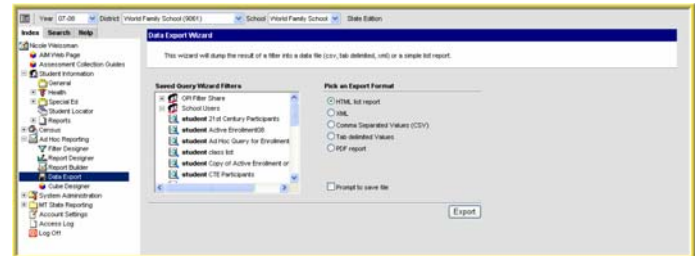 Year 07-08 District World Family School (9061) School World Family School State Edition
Index Search Help
Nicole Weissman
AIM Web Page
Assessment Collection Guides
Student Information
General
Health
Special Ed
Student Locator
Reports
Census
Ad Hoc Reporting
Filter Designer
Report Designer
Report Builder
Data Export
Cube Designer
System Administration
MT State Reporting
Account Settings
Access Log
Log Off
Data Export Wizard
This wizard will dump the result of a filter into a data file (csv, tab delimited, xml) or a simple list report.
Saved Query Wizard Filters
OPI Filter Share
School Users
student 21st Century Participants
student Active Enrollment08
student Ad Hoc Query for Enrollment
student class list
student Copy of Active Enrollment or
student CTE Participants
Pick an Export Format
HTML list report
XML
Comma Separated Values (CSV)
Tab delimited Values
PDF report
Prompt to save file
Export